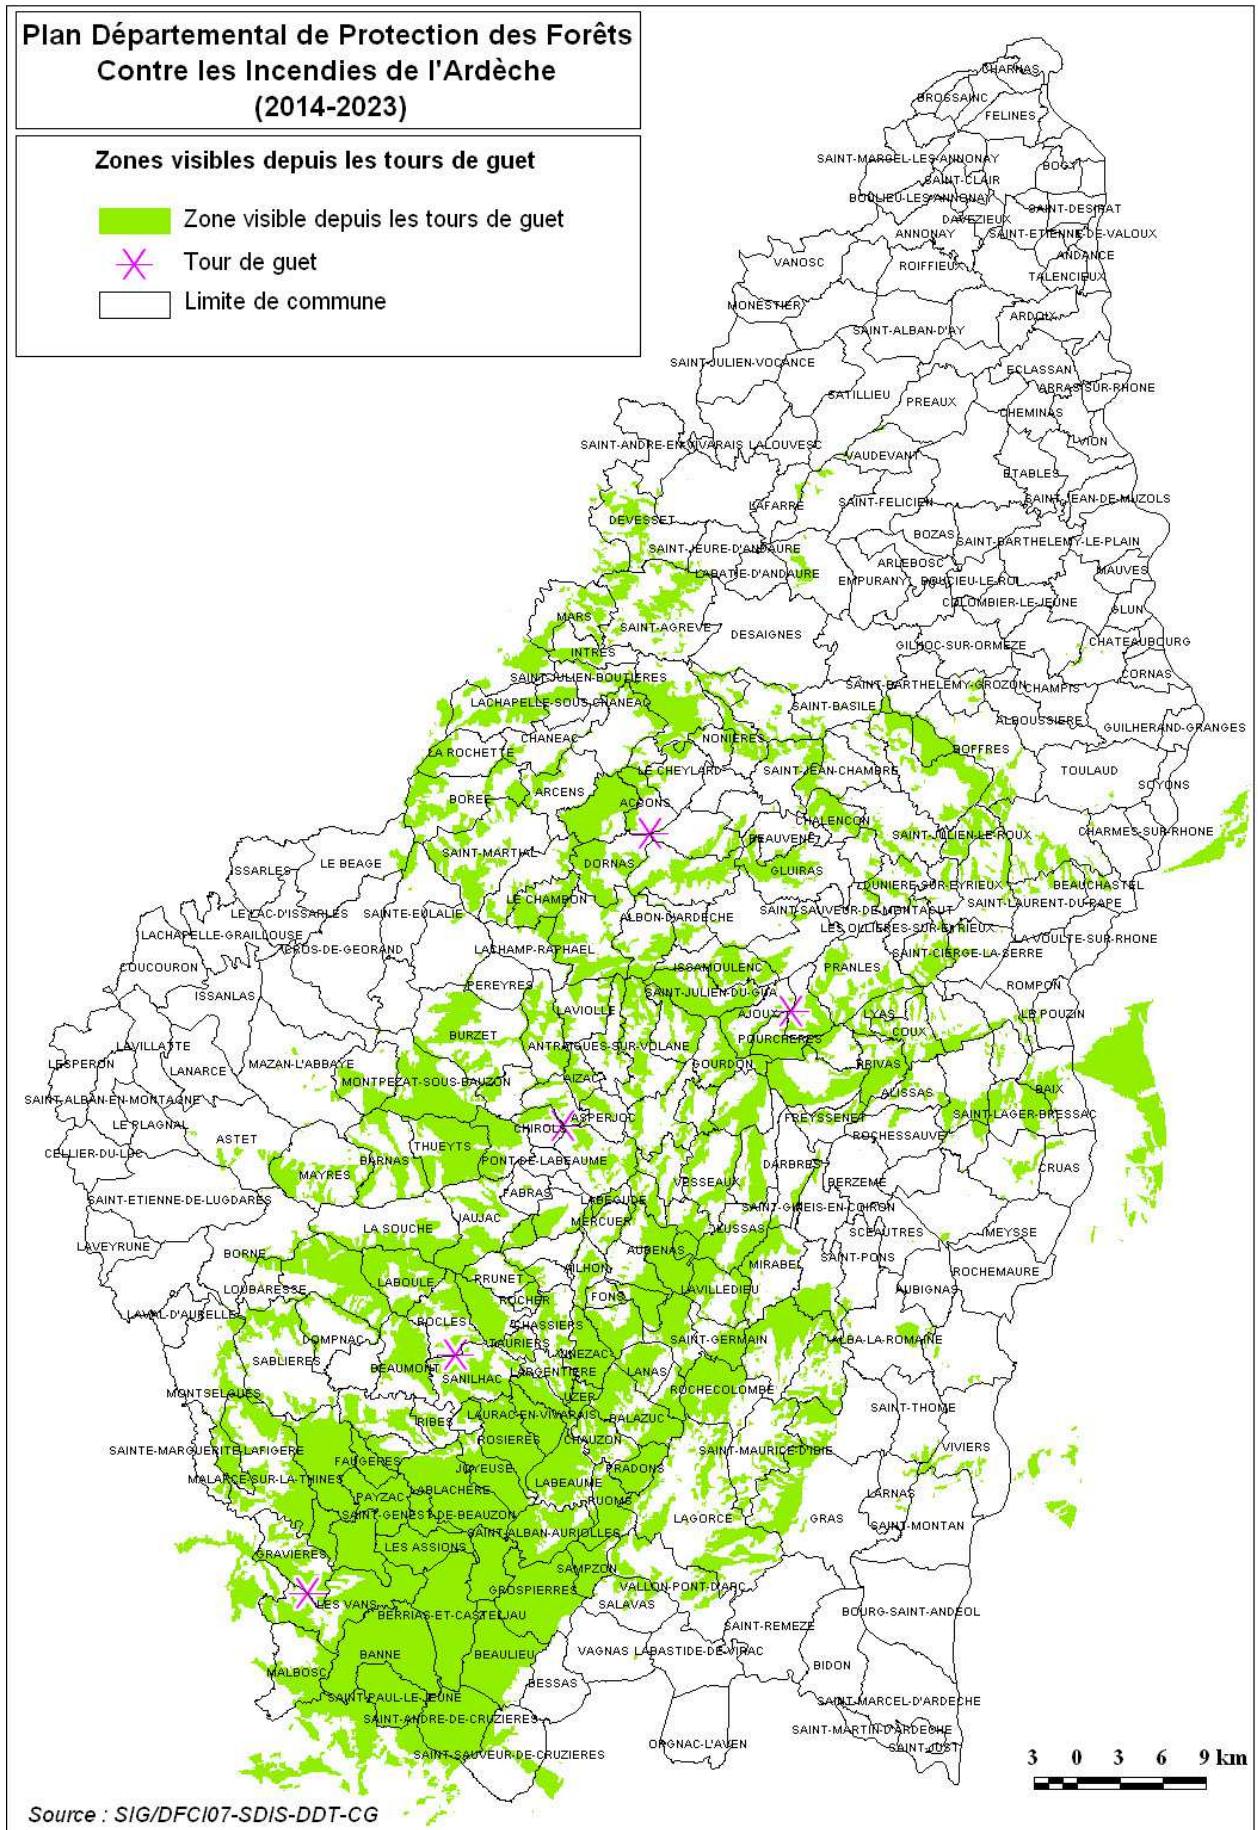 Plan Départemental de Protection des Forêts
Contre les Incendies de l'Ardèche
(2014-2023)
Zones visibles depuis les tours de guet
Zone visible depuis les tours de guet
Tour de guet
Limite de commune
CHARNAS
BROSSAINC
FELINES
SAINT-MARCEL-LES-ANNONAY
BOGY
SAINT-CLAIR
BOULIEU-LES-ANNONAY
SAINT-DESIRAT
DAVEZIEUX
ANNONAY
SAINT-ETIENNE-DE-VALOUX
ANDANCE
VANOSC
ROIFFIEUX
TALENCIEUX
MONESTIER
ARDOIX
SAINT-ALBAN-D'AY
SAINT-JULIEN-VOCANCE
ECLASSAN
ARRAS-SUR-RHONE
SATILLIEU
PREAUX
CHEMINAS
SAINT-ANDRE-EN-VIVARAIS
LALOUVESC
VION
VAUDEVANT
ETABLES
SAINT-JEAN-DE-MUZOLS
LAFARRE
SAINT-FELICIEN
DEVESSET
BOZAS
SAINT-BARTHELEMY-LE-PLAIN
SAINT-JEURE-D'ANDAURE
ARLEBOSC
MAUVES
LABATIE-D'ANDAURE
EMPURANY
BOUCIEU-LE-ROI
COLOMBIER-LE-JEUNE
GLUN
MARS
SAINT-AGREVE
DESAIGNES
GILHOC-SUR-ORMEZE
CHATEAUBOURG
INTRES
CORNAS
SAINT-JULIEN-BOUTIERES
SAINT-BARTHELEMY-GROZON
CHAMPIS
LACHAPELLE-SOUS-CHANEAC
SAINT-BASILE
ALBOUSSIERE
GUILHERAND-GRANGES
CHANEAC
NONIERES
BOFFRES
LA ROCHETTE
LE CHEYLARD
SAINT-JEAN-CHAMBRE
TOULAUD
SOYONS
BOREE
ARCENS
ACCONS
CHALENCON
SAINT-JULIEN-LE-ROUX
CHARMES-SUR-RHONE
BEAUVENE
SAINT-MARTIAL
DORNAS
GLUIRAS
ISSARLES
LE BEAGE
DUNIERE-SUR-EYRIEUX
BEAUCHASTEL
LE CHAMBON
SAINT-LAURENT-DU-PAPE
LE LAC-D'ISSARLES
SAINTE-EULALIE
ALBON-D'ARDECHE
SAINT-SAUVEUR-DE-MONTAGUT
LES OLLIERES-SUR-EYRIEUX
LACHAPELLE-GRAILLOUSE
CROS-DE-GEORAND
LACHAMP-RAPHAEL
LA VOULTE-SUR-RHONE
SAINT-CIERGE-LA-SERRE
COUCOURON
ISSAMOULENC
PRANLES
PEREYRES
SAINT-JULIEN-DU-GUA
ROMPON
ISSANLAS
LAVIOLLE
AJOUX
LYAS
LE POUZIN
BURZET
COUX
LAVILLATTE
ANTRAIGUES-SUR-VOLANE
POURCHERES
LESPERON
LANARCE
MAZAN-L'ABBAYE
GOURDON
PRIVAS
MONTPEZAT-SOUS-BAUZON
AIZAC
ALISSAS
BAIX
SAINT-ALBAN-EN-MONTAGNE
ASPERJOC
FREYSSENET
SAINT-LAGER-BRESSAC
LE PLAGNAL
CHIROLS
ROCHESSAUVE
ASTET
THUEYTS
CELLIER-DU-LUC
BARNAS
PONT-DE-LABEAUME
DARBRES
CRUAS
MAYRES
VESSEAUX
BERZEME
SAINT-ETIENNE-DE-LUGDARES
FABRAS
LABEGUDE
SAINT-GINEIS-EN-COIRON
JAUJAC
MERCUER
LA SOUCHE
LUSSAS
SCEAUTRES
MEYSSE
LAVEYRUNE
BORNE
AUBENAS
SAINT-PONS
AILHON
MIRABEL
ROCHEMAURE
LOUBARESSE
LABOULE
PRUNET
FONS
LAVILLEDIEU
AUBIGNAS
ROCHER
LAVAL-D'AURELLE
ROCLES
CHASSIERS
DOMPNAC
TAURIERS
SAINT-GERMAIN
ALBA-LA-ROMAINE
SABLIERES
BEAUMONT
VINEZAC
SANILHAC
LARGENTIERE
LANAS
ROCHECOLOMBE
MONTSELGUES
UZER
SAINT-THOME
RIBES
LAURAC-EN-VIVARAIS
BALAZUC
SAINTE-MARGUERITE-LAFIGERE
ROSIERES
CHAUZON
SAINT-MAURICE-D'IBIE
VIVIERS
FAUGERES
MALARCE-SUR-LA-THINES
JOYEUSE
PRADONS
LABLACHERE
LABEAUME
PAYZAC
RUOMS
LARNAS
SAINT-GENEST-DE-BEAUZON
LAGORCE
GRAS
SAINT-MONTAN
SAINT-ALBAN-AURIOLLES
LES ASSIONS
GRAVIERES
SAMPZON
GROSPIERRES
VALLON-PONT-D'ARC
LES VANS
SALAVAS
BERRIAS-ET-CASTELJAU
BOURG-SAINT-ANDEOL
SAINT-REMEZE
BANNE
BEAULIEU
VAGNAS
LABASTIDE-DE-VIRAC
BIDON
MALBOSC
BESSAS
SAINT-PAUL-LE-JEUNE
SAINT-MARCEL-D'ARDECHE
SAINT-ANDRE-DE-CRUZIERES
SAINT-MARTIN-D'ARDECHE
ORGNAC-L'AVEN
SAINT-JUST
SAINT-SAUVEUR-DE-CRUZIERES
3 0 3 6 9 km
Source : SIG/DFCI07-SDIS-DDT-CG